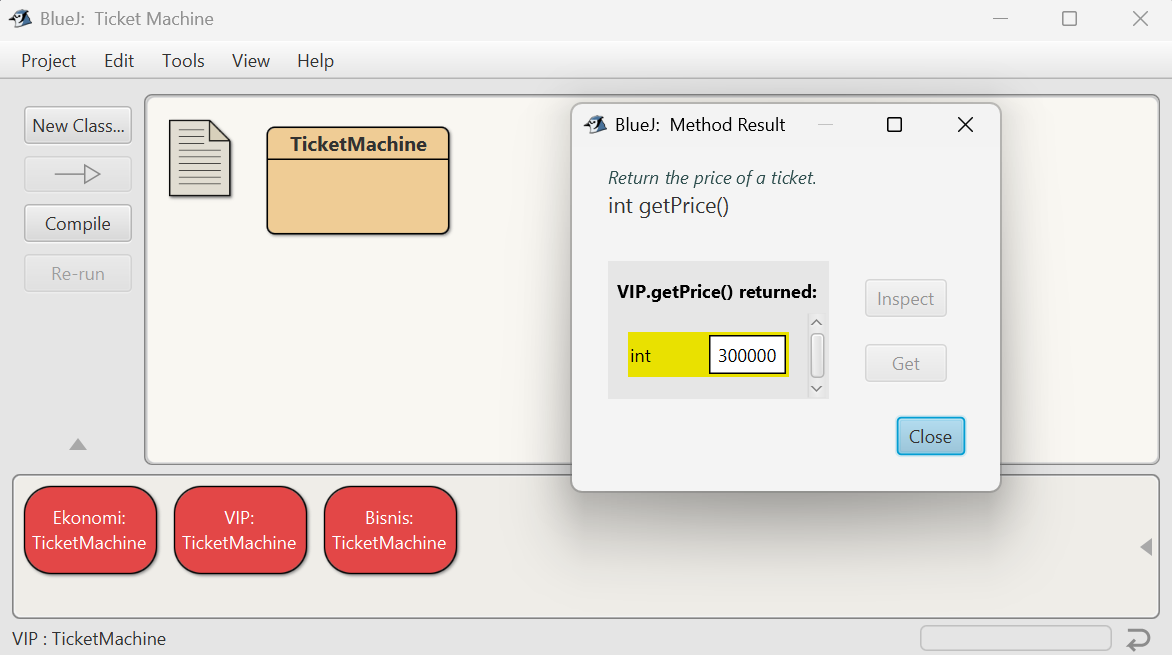 BlueJ: Ticket Machine
Project Edit Tools View Help
New Class...
Compile
Re-run
TicketMachine
BlueJ: Method Result
Return the price of a ticket.
int getPrice()
VIP.getPrice() returned:
int 300000
Inspect
Get
Close
Ekonomi:
TicketMachine
VIP:
TicketMachine
Bisnis:
TicketMachine
VIP : TicketMachine